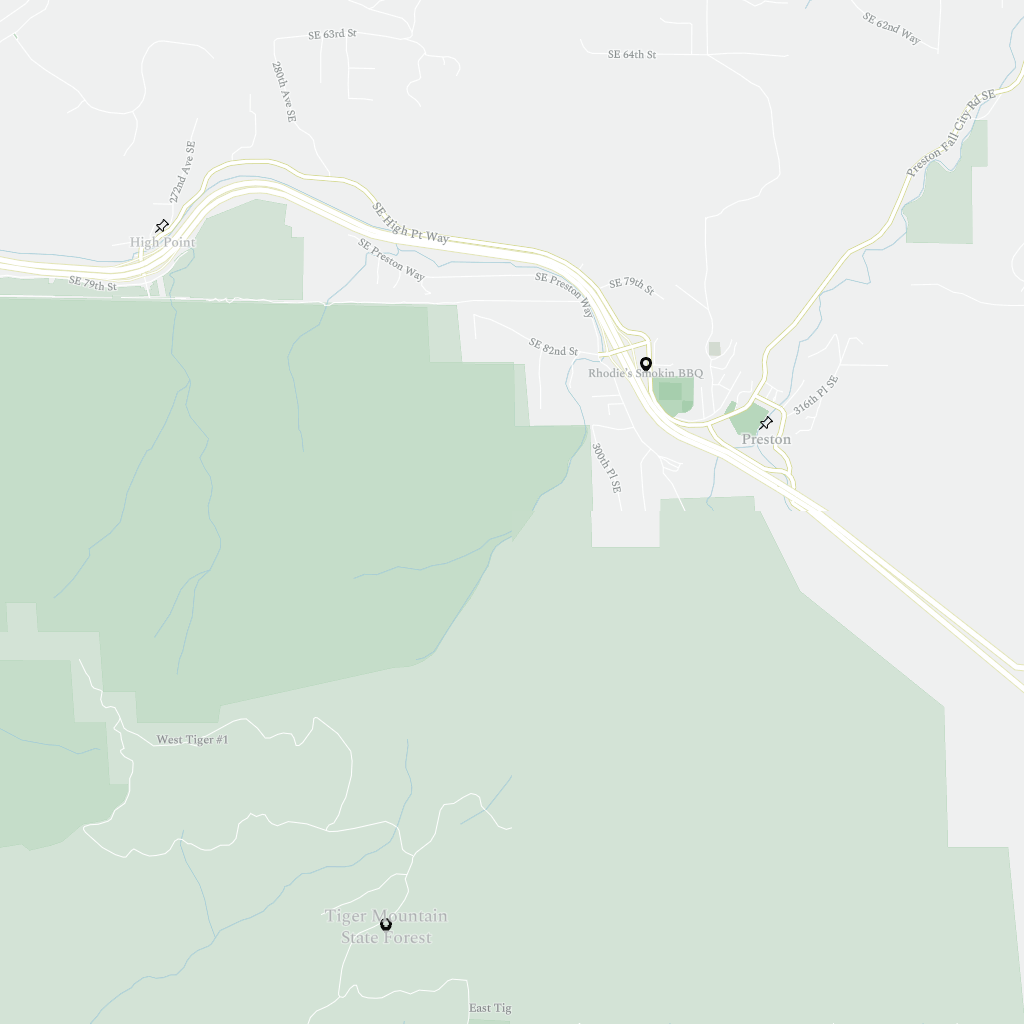 SE 62nd Way
SE 63rd St
SE 64th St
280th Ave SE
Preston Fall City Rd SE
272nd Ave SE
SE High Pt Way
High Point
SE Preston Way
SE 79th St
SE Preston Way
SE 79th St
SE 82nd St
Rhodie's Smokin BBQ
316th Pl SE
Preston
300th Pl SE
West Tiger #1
Tiger Mountain
State Forest
East Tig